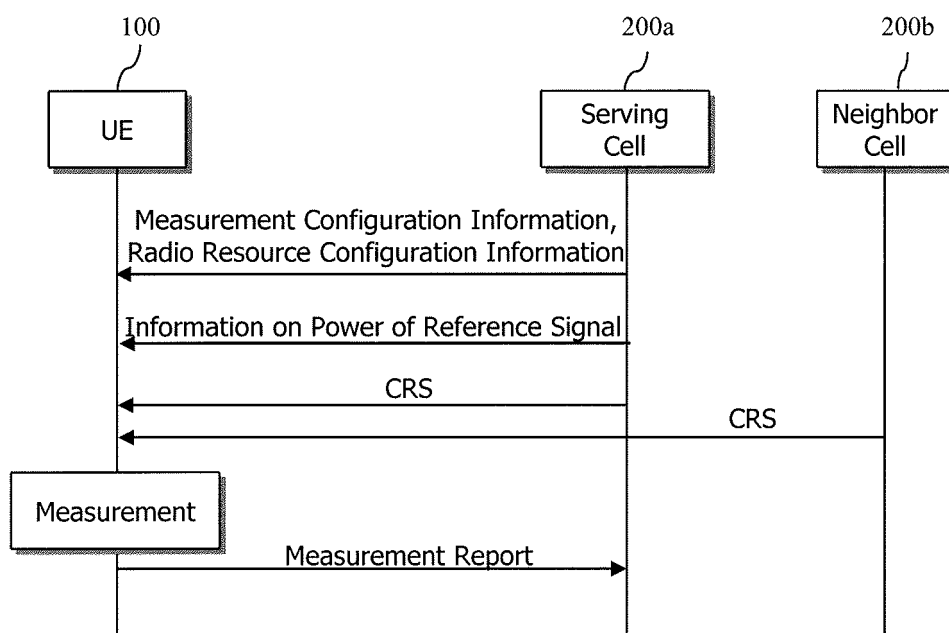 100
200a
200b
UE
Serving
Cell
Neighbor
Cell
Measurement Configuration Information,
Radio Resource Configuration Information
Information on Power of Reference Signal
CRS
CRS
Measurement
Measurement Report